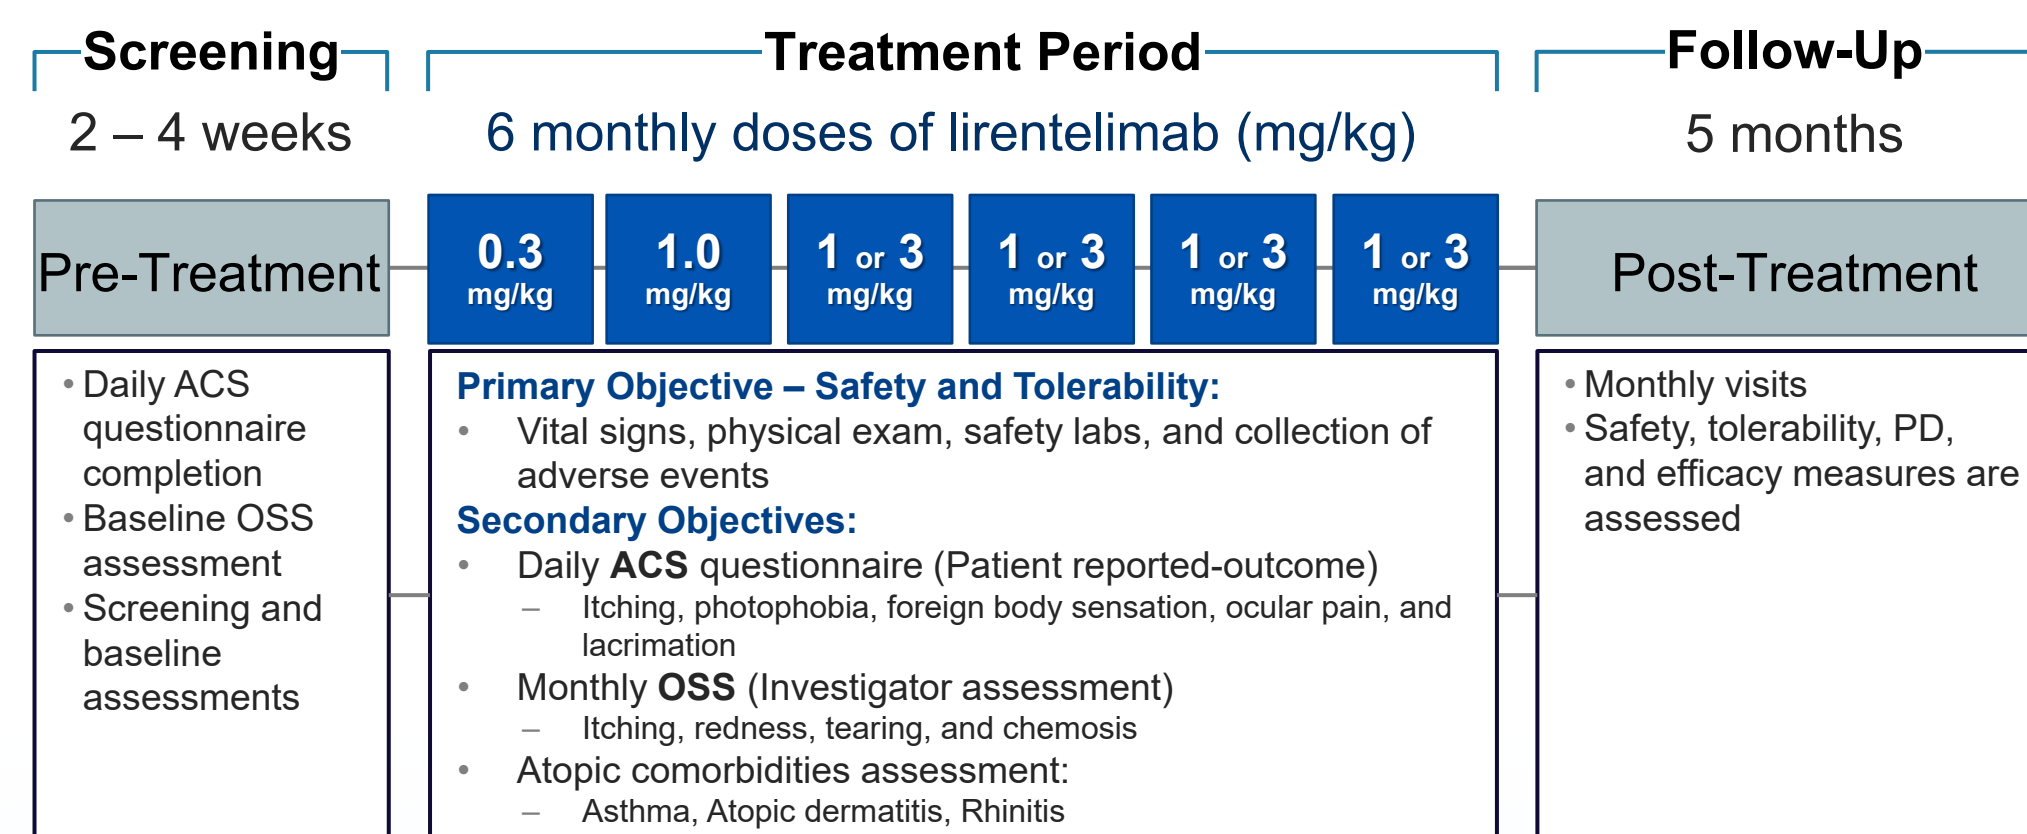 Screening
Treatment Period
Follow-Up
2 – 4 weeks
6 monthly doses of lirentelimab (mg/kg)
5 months
Pre-Treatment
0.3
mg/kg
1.0
mg/kg
1 or 3
mg/kg
1 or 3
mg/kg
1 or 3
mg/kg
1 or 3
mg/kg
Post-Treatment
• Daily ACS
questionnaire
completion
• Baseline OSS
assessment
• Screening and
baseline
assessments
Primary Objective – Safety and Tolerability:
• Vital signs, physical exam, safety labs, and collection of
adverse events
Secondary Objectives:
• Daily ACS questionnaire (Patient reported-outcome)
– Itching, photophobia, foreign body sensation, ocular pain, and
lacrimation
• Monthly OSS (Investigator assessment)
– Itching, redness, tearing, and chemosis
• Atopic comorbidities assessment:
– Asthma, Atopic dermatitis, Rhinitis
• Monthly visits
• Safety, tolerability, PD,
and efficacy measures are
assessed